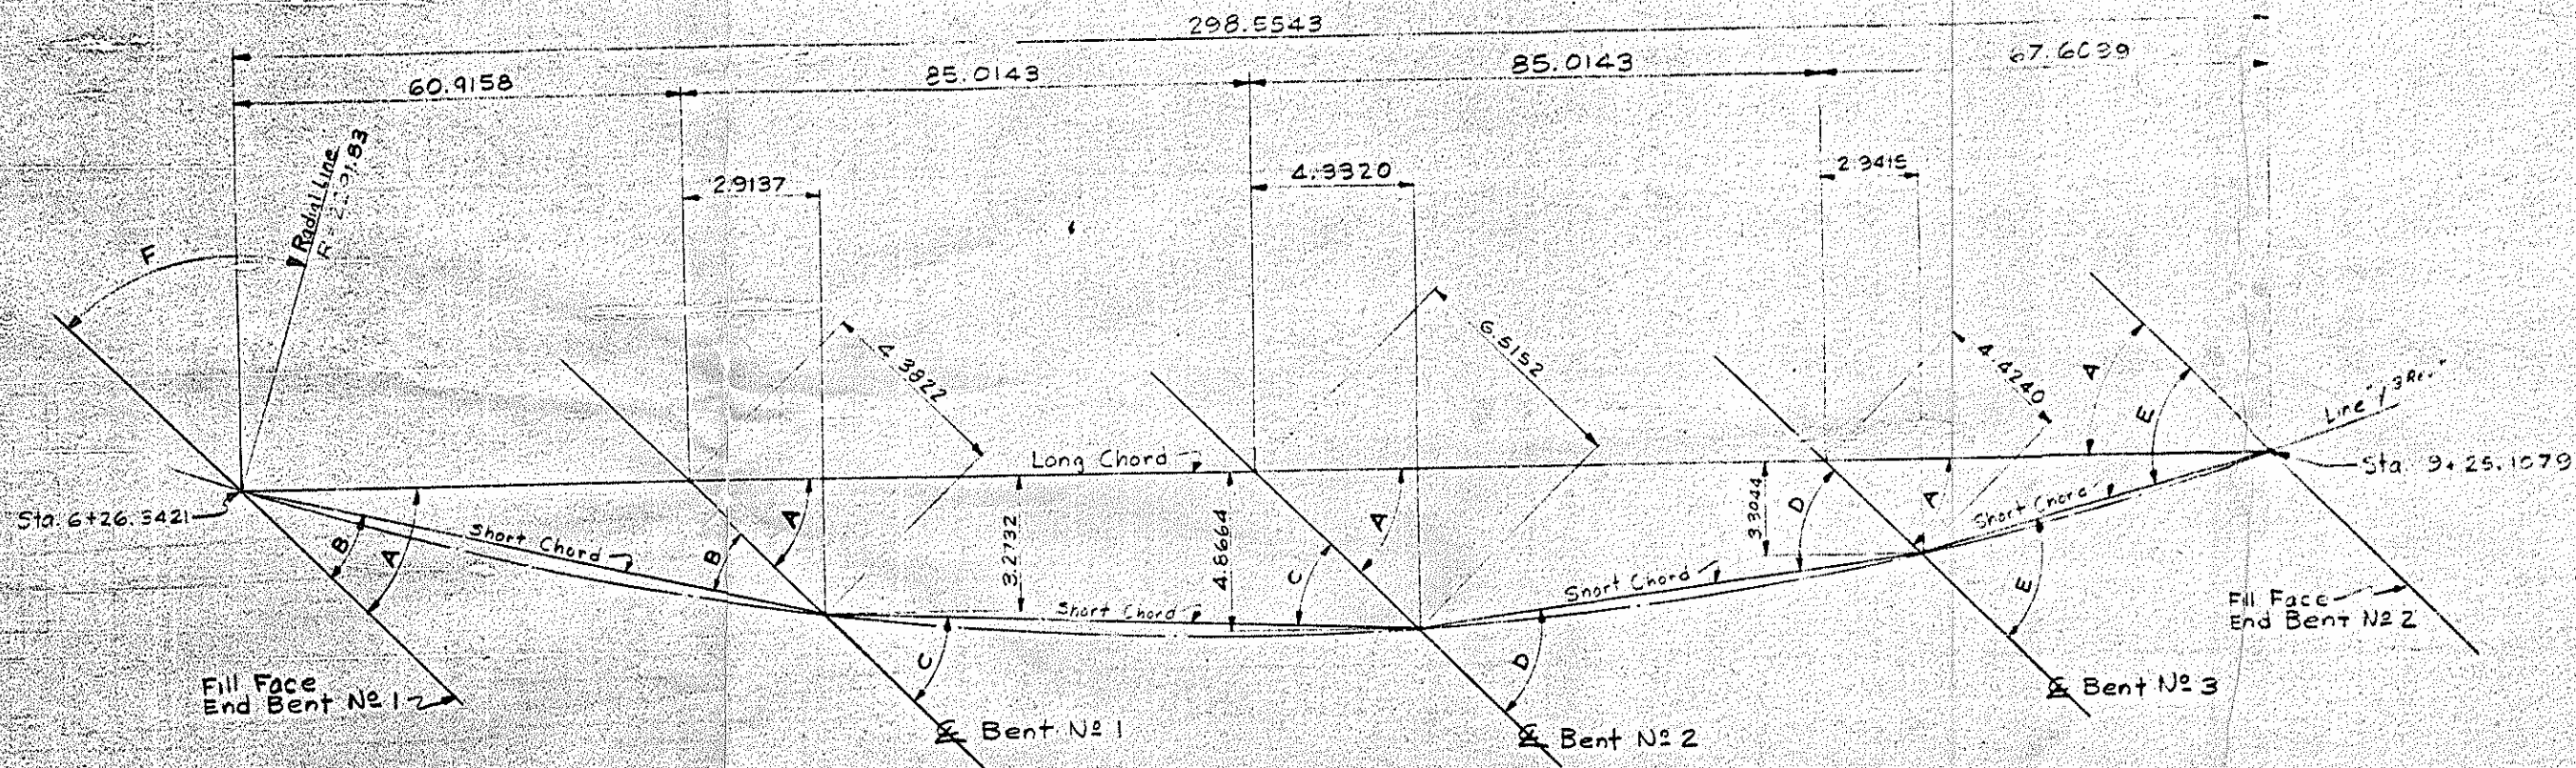 298.5543
60.9158
85.0143
85.0143
67.6039
Radial Line
2.9137
4.3320
2.3415
F
4.3822
6.5152
4.4240
A
E
Line
Long Chord
Sta. 9+25.1079
Sta. 6+26.3421
B
A
Short Chord
B
A
3.2732
4.8664
C
A
3.3044
D
A
Short Chord
Short Chord
C
Short Chord
D
E
Fill Face
End Bent Nº 1
Fill Face
End Bent Nº 2
℄ Bent Nº 1
℄ Bent Nº 2
℄ Bent Nº 3